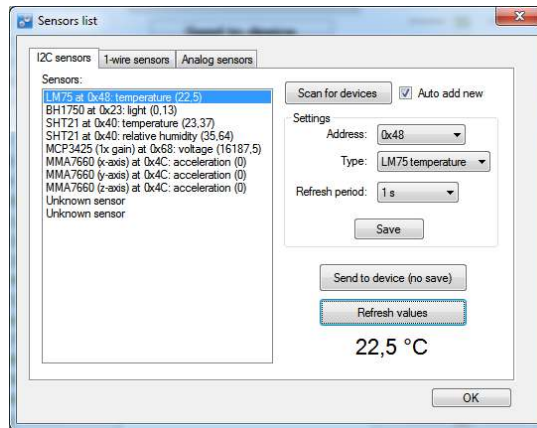 Sensors list
I2C sensors 1-wire sensors Analog sensors
Sensors:
LM75 at 0x48: temperature (22,5)
BH1750 at 0x23: light (0,13)
SHT21 at 0x40: temperature (23,37)
SHT21 at 0x40: relative humidity (35,64)
MCP3425 (1x gain) at 0x68: voltage (16187,5)
MMA7660 (x-axis) at 0x4C: acceleration (0)
MMA7660 (y-axis) at 0x4C: acceleration (0)
MMA7660 (z-axis) at 0x4C: acceleration (0)
Unknown sensor
Unknown sensor
Scan for devices Auto add new
Settings
Address: 0x48
Type: LM75 temperature
Refresh period: 1 s
Save
Send to device (no save)
Refresh values
22,5 °C
OK